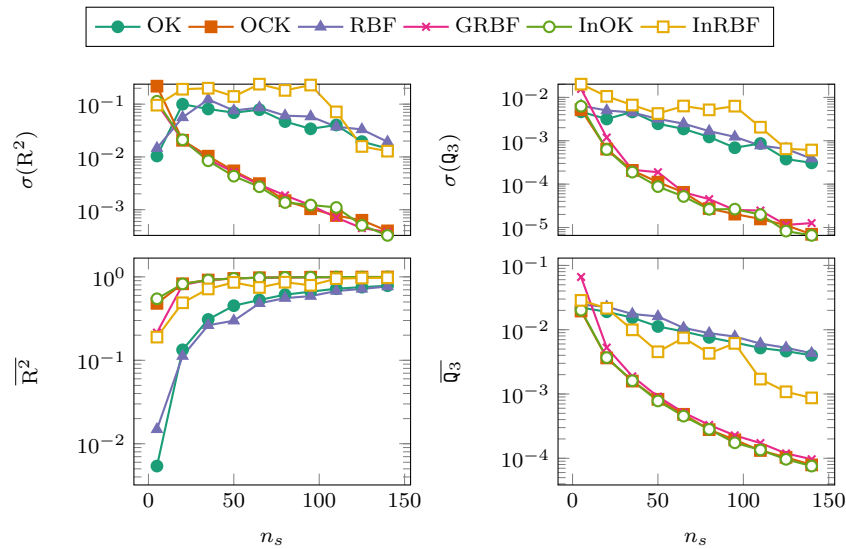 OK OCK RBF GRBF InOK InRBF
10⁻¹
10⁻²
10⁻³
σ(R²)
10⁻²
10⁻³
10⁻⁴
10⁻⁵
σ(Q₃)
10⁰
10⁻¹
10⁻²
R̅²̅
0 50 100 150
nₛ
10⁻¹
10⁻²
10⁻³
10⁻⁴
Q̅₃
0 50 100 150
nₛ